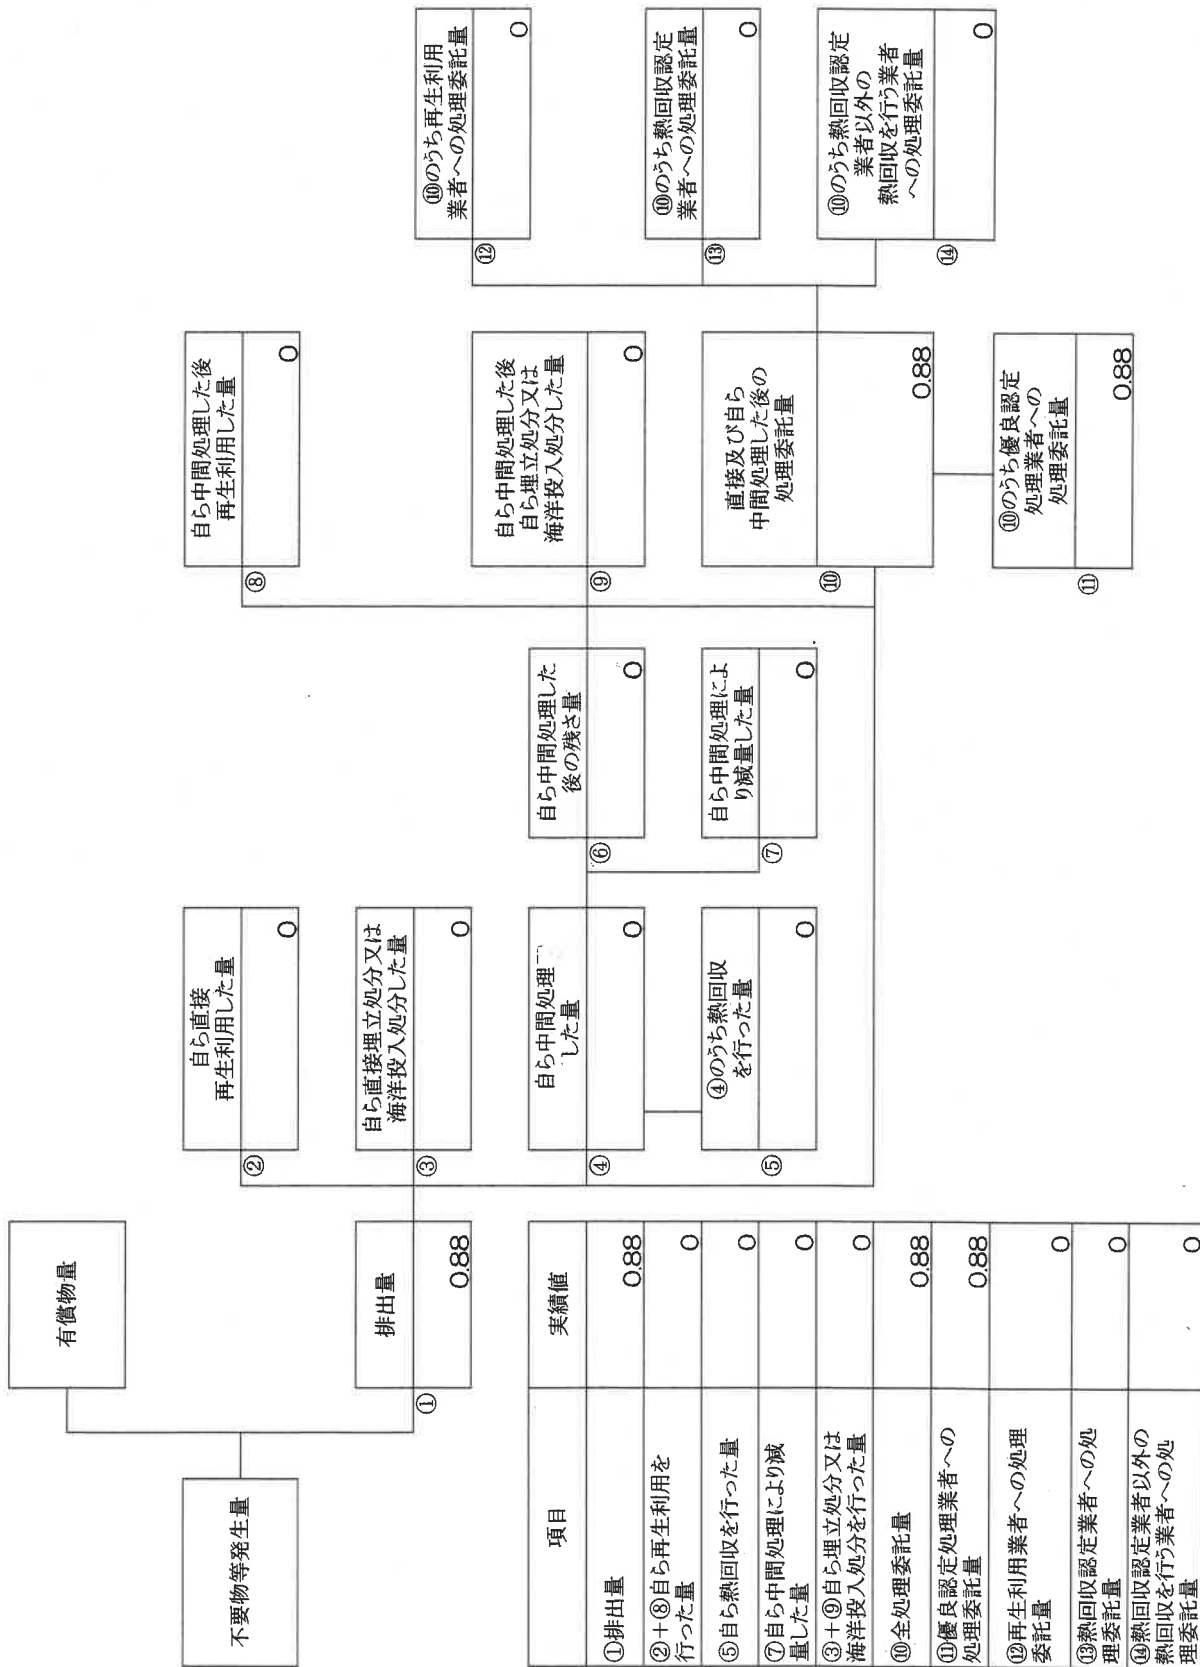 不要物等発生量
有償物量
排出量
①
0.88
自ら直接
再生利用した量
②
0
自ら直接埋立処分又は
海洋投入処分した量
③
0
自ら中間処理
した量
④
0
④のうち熱回収
を行った量
⑤
0
自ら中間処理した
後の残さ量
⑥
0
自ら中間処理によ
り減量した量
⑦
0
自ら中間処理した後
再生利用した量
⑧
0
自ら中間処理した後
自ら埋立処分又は
海洋投入処分した量
⑨
0
直接及び自ら
中間処理した後の
処理委託量
⑩
0.88
⑩のうち優良認定
処理業者への
処理委託量
⑪
0.88
⑩のうち再生利用
業者への処理委託量
⑫
0
⑩のうち熱回収認定
業者への処理委託量
⑬
0
⑩のうち熱回収認定
業者以外の
熱回収を行う業者
への処理委託量
⑭
0
項目 実績値
①排出量 0.88
②+⑧自ら再生利用を
行った量 0
⑤自ら熱回収を行った量 0
⑦自ら中間処理により減
量した量 0
③+⑨自ら埋立処分又は
海洋投入処分を行った量 0
⑩全処理委託量 0.88
⑪優良認定処理業者への
処理委託量 0.88
⑫再生利用業者への処理
委託量 0
⑬熱回収認定業者への処
理委託量 0
⑭熱回収認定業者以外の
熱回収を行う業者への処
理委託量 0